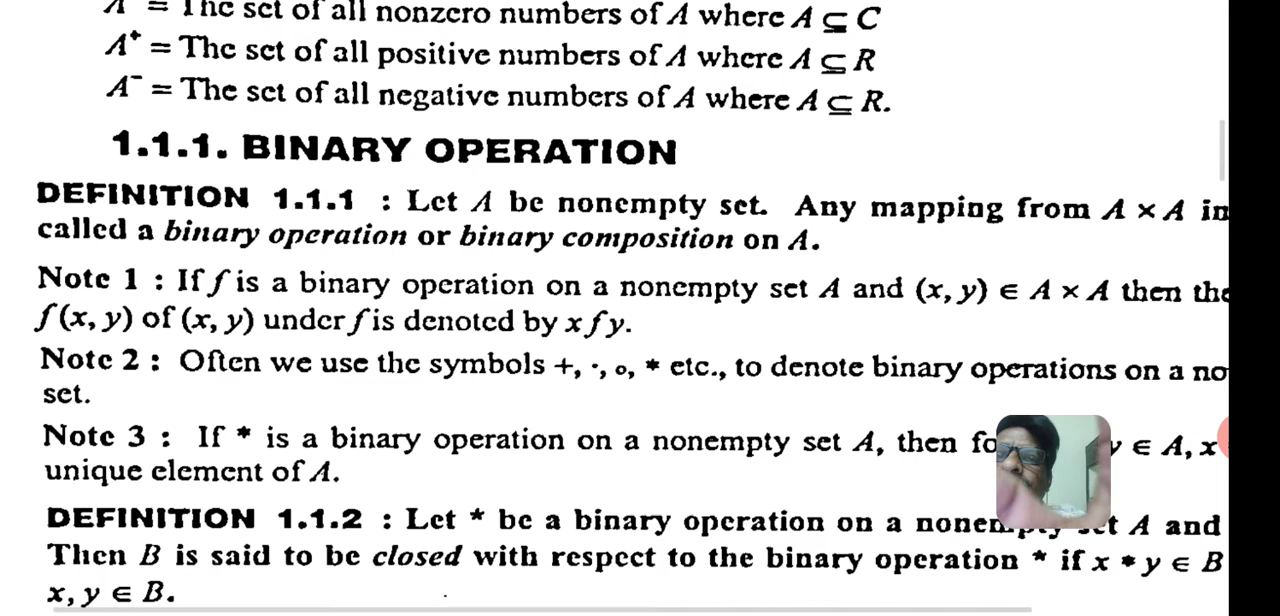 = The set of all nonzero numbers of A where A ⊆ C
A⁺ = The set of all positive numbers of A where A ⊆ R
A⁻ = The set of all negative numbers of A where A ⊆ R.
1.1.1. BINARY OPERATION
DEFINITION 1.1.1 : Let A be nonempty set. Any mapping from A × A in
called a binary operation or binary composition on A.
Note 1 : If f is a binary operation on a nonempty set A and (x, y) ∈ A × A then the
f (x, y) of (x, y) under f is denoted by x f y.
Note 2 : Often we use the symbols +, ·, o, * etc., to denote binary operations on a no
set.
Note 3 : If * is a binary operation on a nonempty set A, then fo y ∈ A, x
unique element of A.
DEFINITION 1.1.2 : Let * be a binary operation on a nonem t A and
Then B is said to be closed with respect to the binary operation * if x * y ∈ B
x, y ∈ B.